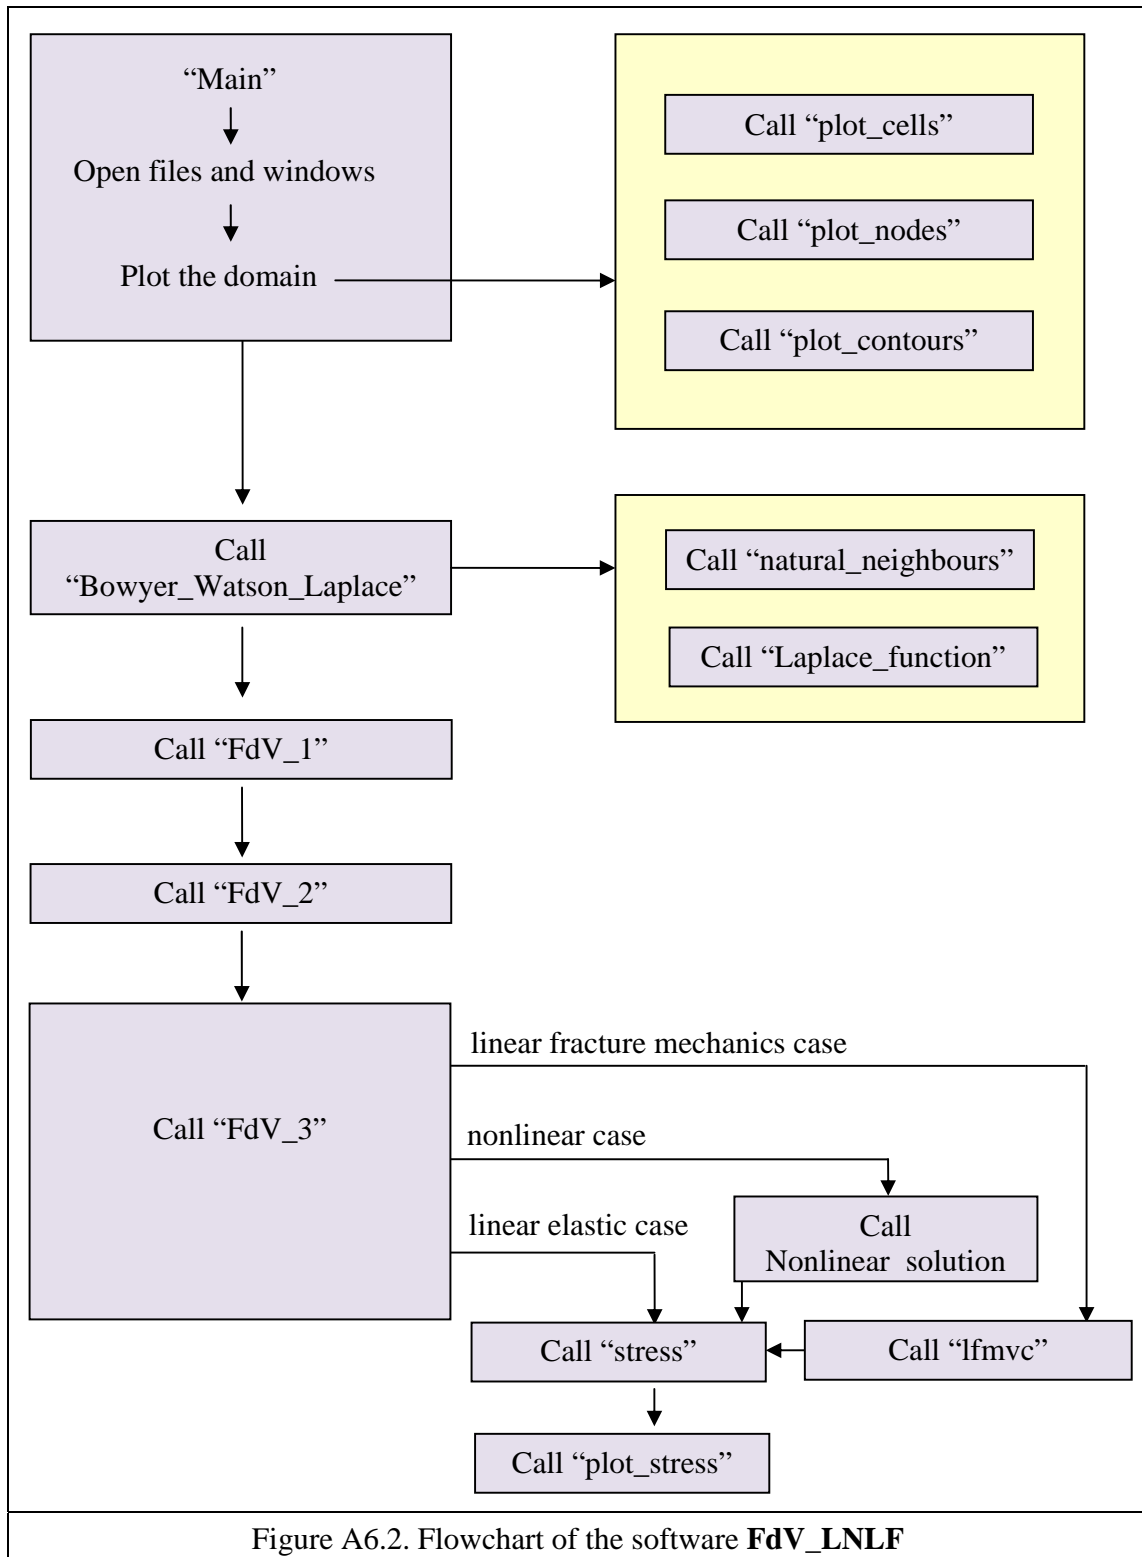 “Main”
Open files and windows
Plot the domain
Call “plot_cells”
Call “plot_nodes”
Call “plot_contours”
Call
“Bowyer_Watson_Laplace”
Call “natural_neighbours”
Call “Laplace_function”
Call “FdV_1”
Call “FdV_2”
Call “FdV_3”
linear fracture mechanics case
nonlinear case
linear elastic case
Call
Nonlinear solution
Call “stress”
Call “lfmvc”
Call “plot_stress”
Figure A6.2. Flowchart of the software FdV_LNLF